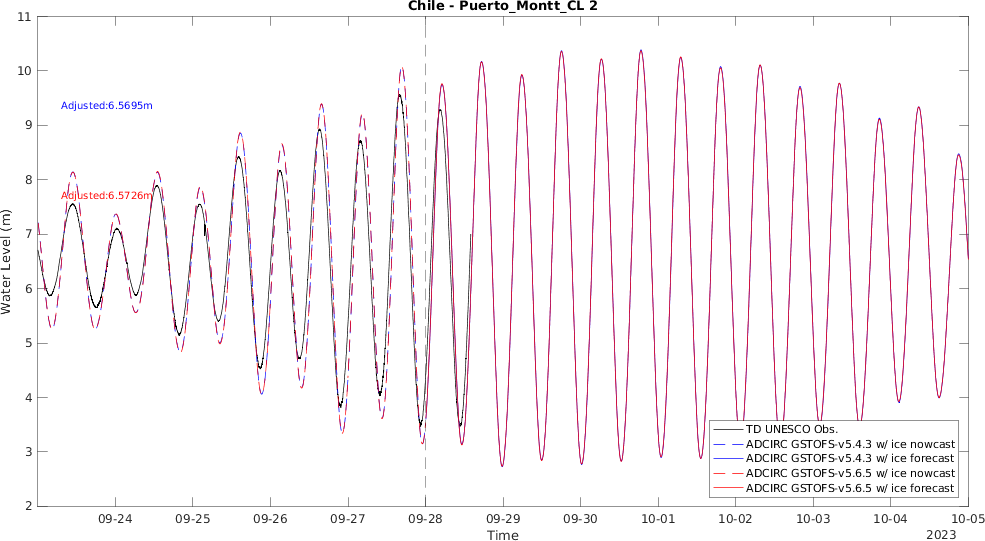 Chile - Puerto_Montt_CL 2
11
10
9
8
7
6
5
4
3
2
Water Level (m)
Adjusted:6.5695m
Adjusted:6.5726m
TD UNESCO Obs.
ADCIRC GSTOFS-v5.4.3 w/ ice nowcast
ADCIRC GSTOFS-v5.4.3 w/ ice forecast
ADCIRC GSTOFS-v5.6.5 w/ ice nowcast
ADCIRC GSTOFS-v5.6.5 w/ ice forecast
09-24 09-25 09-26 09-27 09-28 09-29 09-30 10-01 10-02 10-03 10-04 10-05
Time
2023